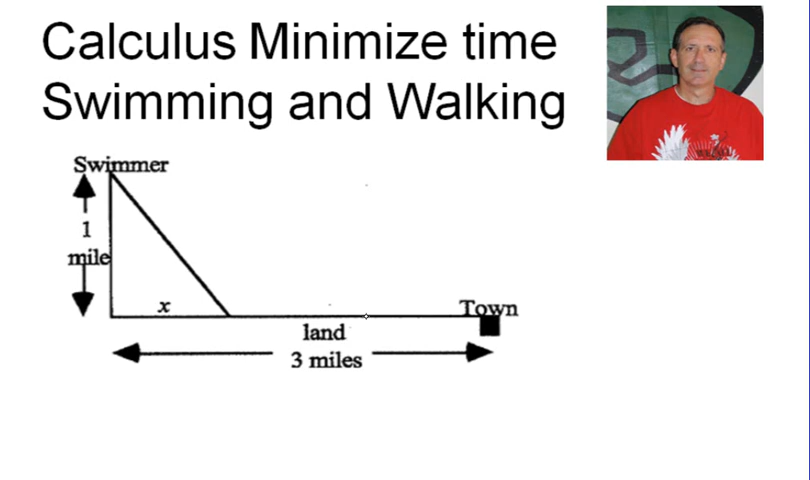 Calculus Minimize time
Swimming and Walking
Swimmer
1
mile
x
Town
land
3 miles